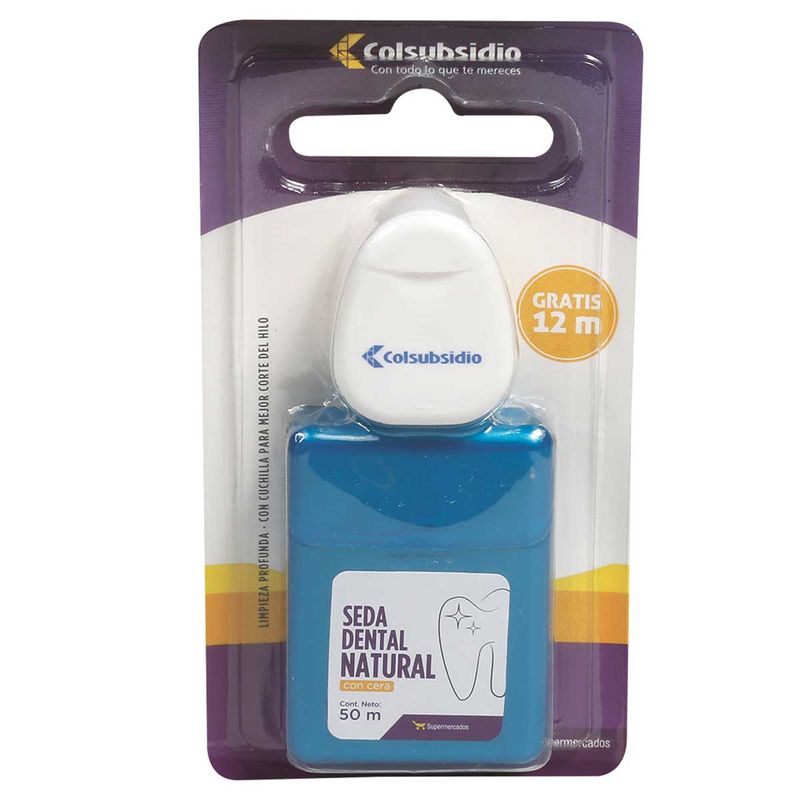 Colsubsidio
Con todo lo que te mereces
GRATIS
12 m
Colsubsidio
LIMPIEZA PROFUNDA · CON CUCHILLA PARA MEJOR CORTE DEL HILO
SEDA
DENTAL
NATURAL
con cera
Cont. Neto:
50 m
Supermercados